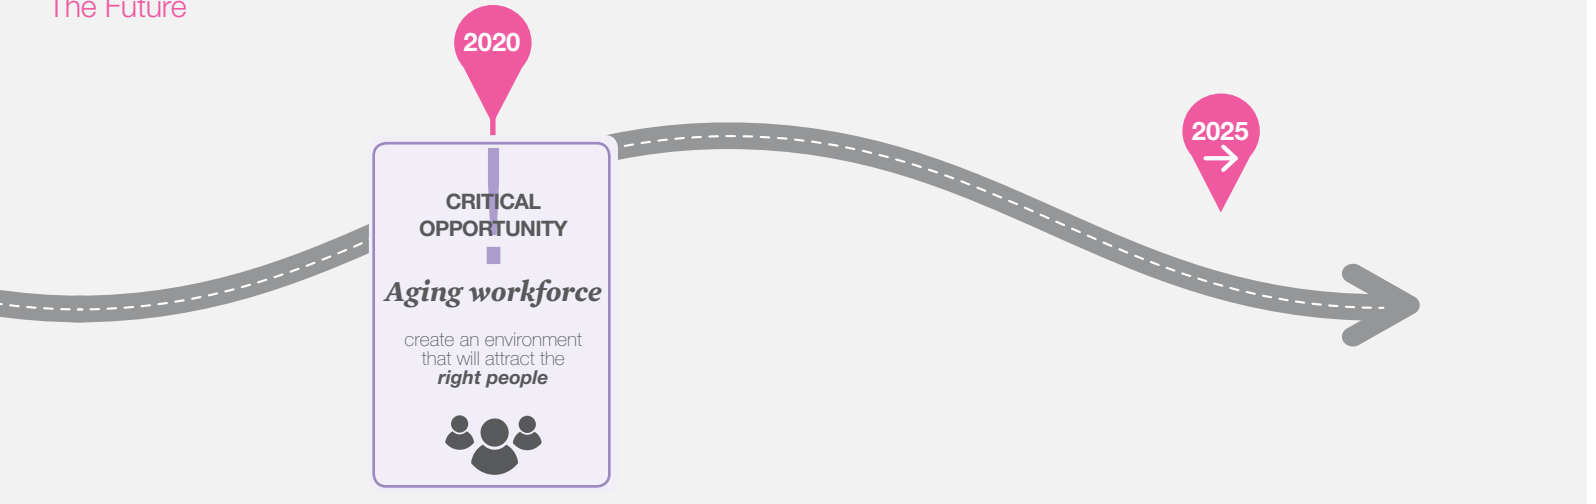 The Future
2020
2025
CRITICAL
OPPORTUNITY
Aging workforce
create an environment
that will attract the
right people